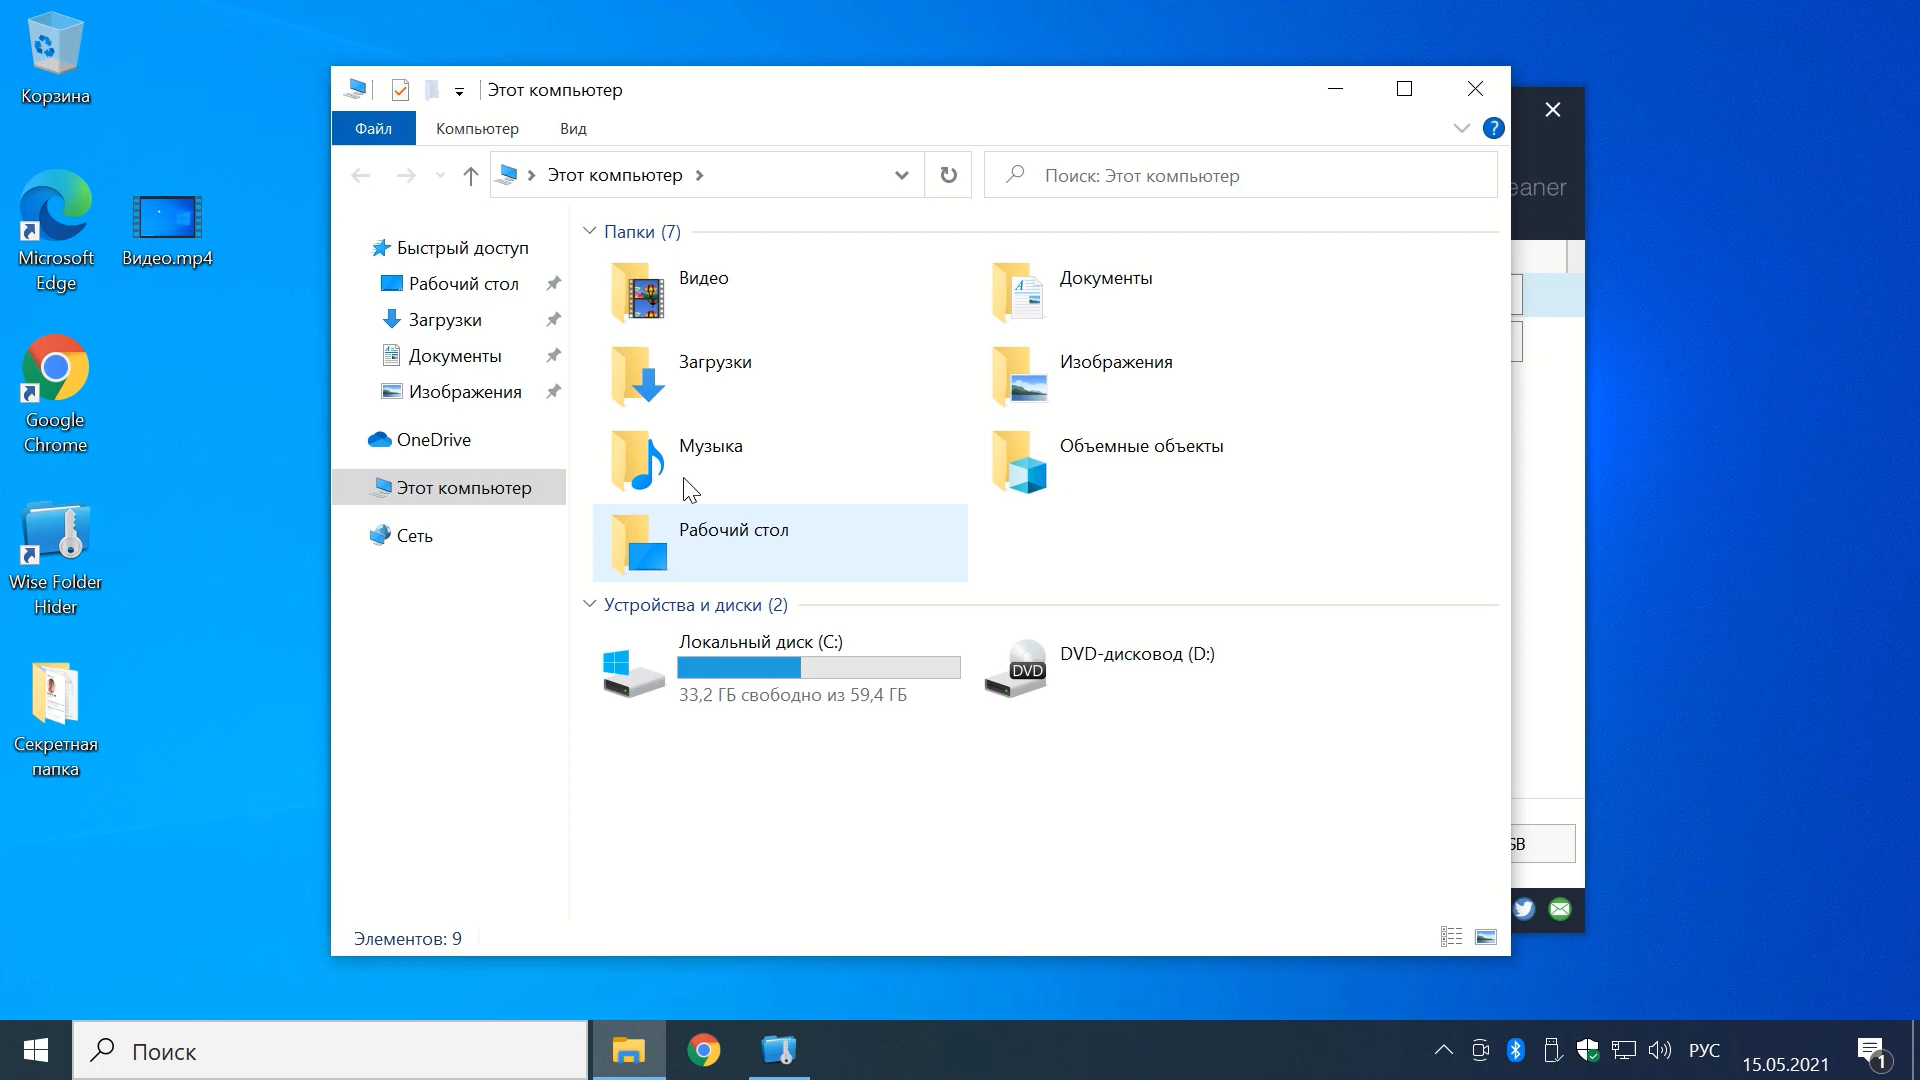 Корзина
Microsoft
Edge
Видео.mp4
Google
Chrome
Wise Folder
Hider
Секретная
папка
Этот компьютер
Файл
Компьютер
Вид
?
Этот компьютер
Поиск: Этот компьютер
Быстрый доступ
Рабочий стол
Загрузки
Документы
Изображения
OneDrive
Этот компьютер
Сеть
Папки (7)
Видео
Документы
Загрузки
Изображения
Музыка
Объемные объекты
Рабочий стол
Устройства и диски (2)
Локальный диск (C:)
33,2 ГБ свободно из 59,4 ГБ
DVD
DVD-дисковод (D:)
Элементов: 9
eaner
Поиск
РУС
15.05.2021
1